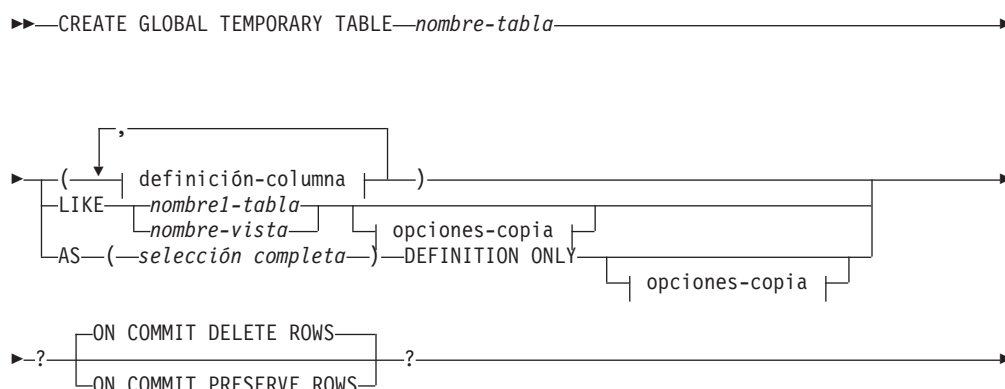 CREATE GLOBAL TEMPORARY TABLE nombre-tabla
,
( definición-columna )
LIKE nombre1-tabla
nombre-vista opciones-copia
AS ( selección completa ) DEFINITION ONLY
opciones-copia
ON COMMIT DELETE ROWS
? ?
ON COMMIT PRESERVE ROWS